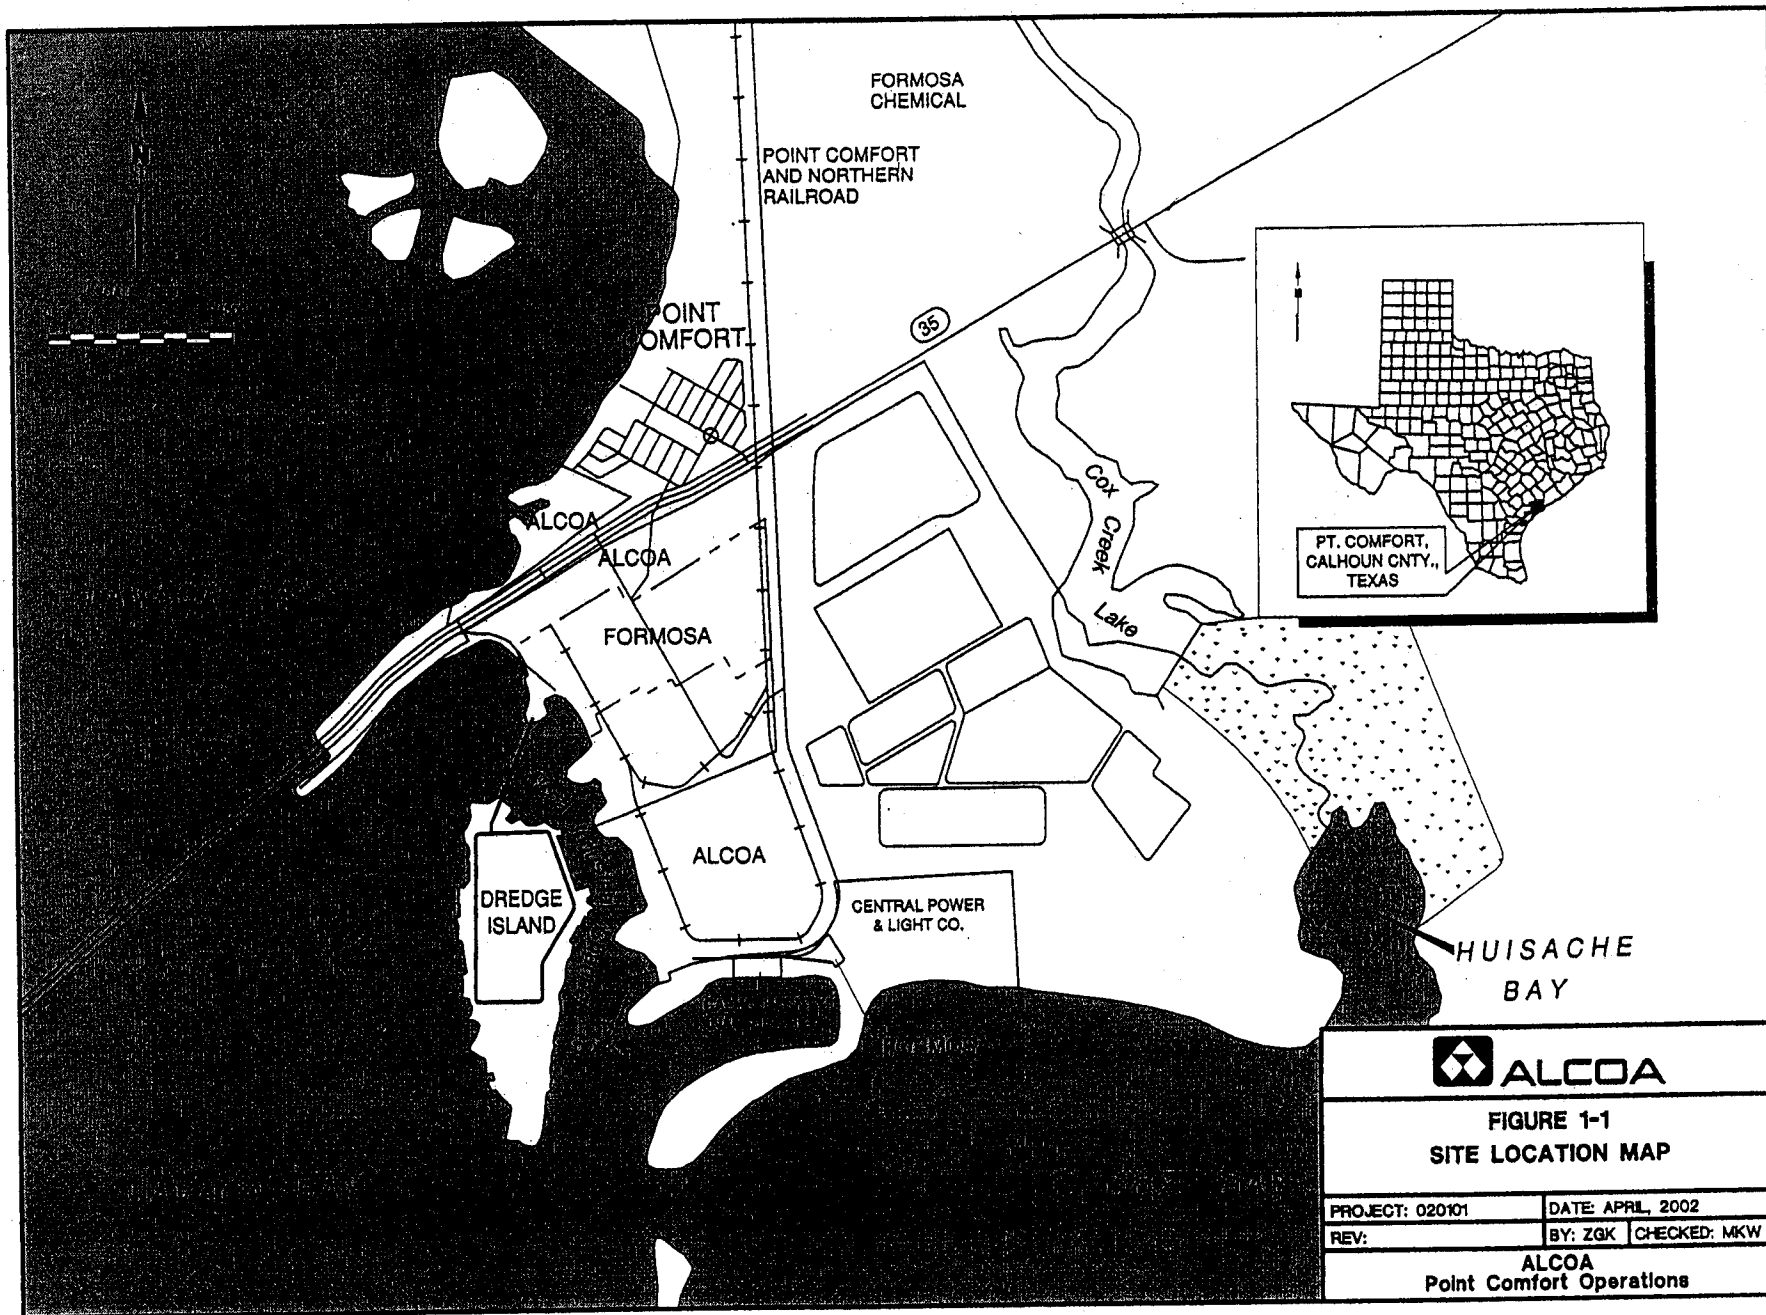 FORMOSA
CHEMICAL
POINT COMFORT
AND NORTHERN
RAILROAD
N
POINT
COMFORT
35
ALCOA
ALCOA
FORMOSA
Cox
Creek
Lake
PT. COMFORT,
CALHOUN CNTY.,
TEXAS
ALCOA
DREDGE
ISLAND
CENTRAL POWER
& LIGHT CO.
HUISACHE
BAY
ALCOA
FIGURE 1-1
SITE LOCATION MAP
PROJECT: 020101
DATE: APRIL, 2002
REV:
BY: ZGK
CHECKED: MKW
ALCOA
Point Comfort Operations